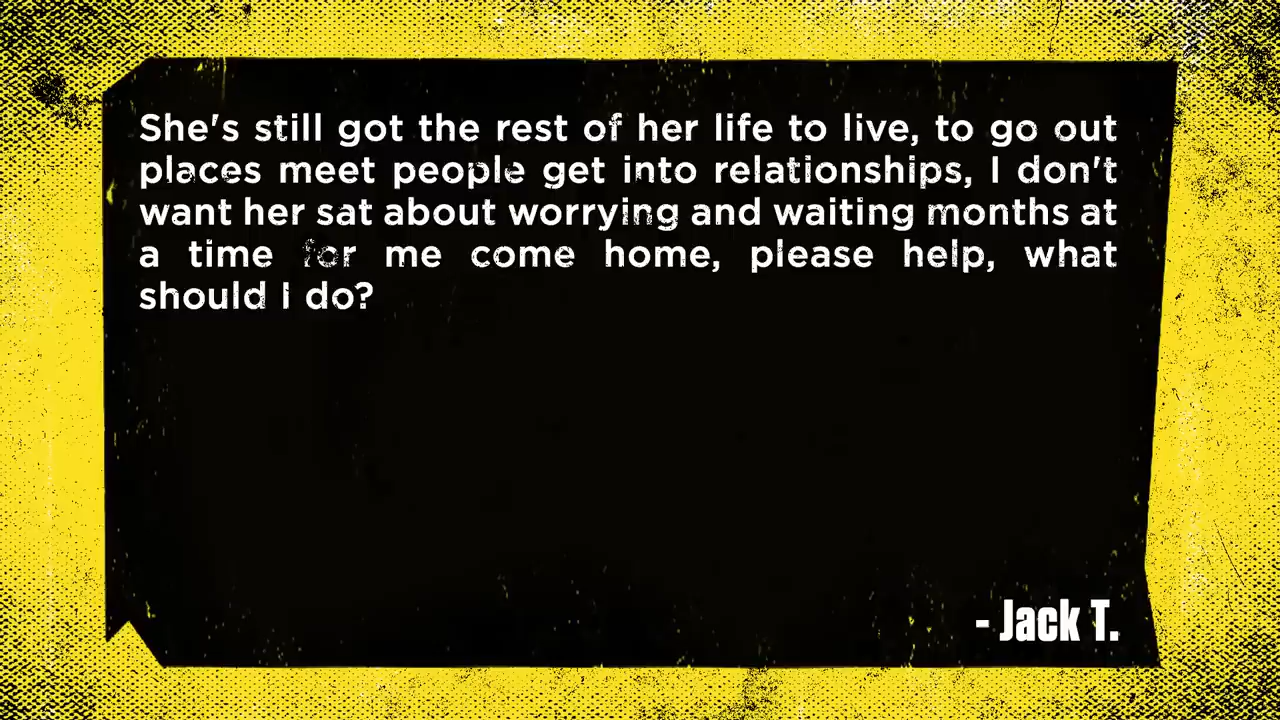 She's still got the rest of her life to live, to go out
places meet people get into relationships, I don't
want her sat about worrying and waiting months at
a time for me come home, please help, what
should I do?
- Jack T.